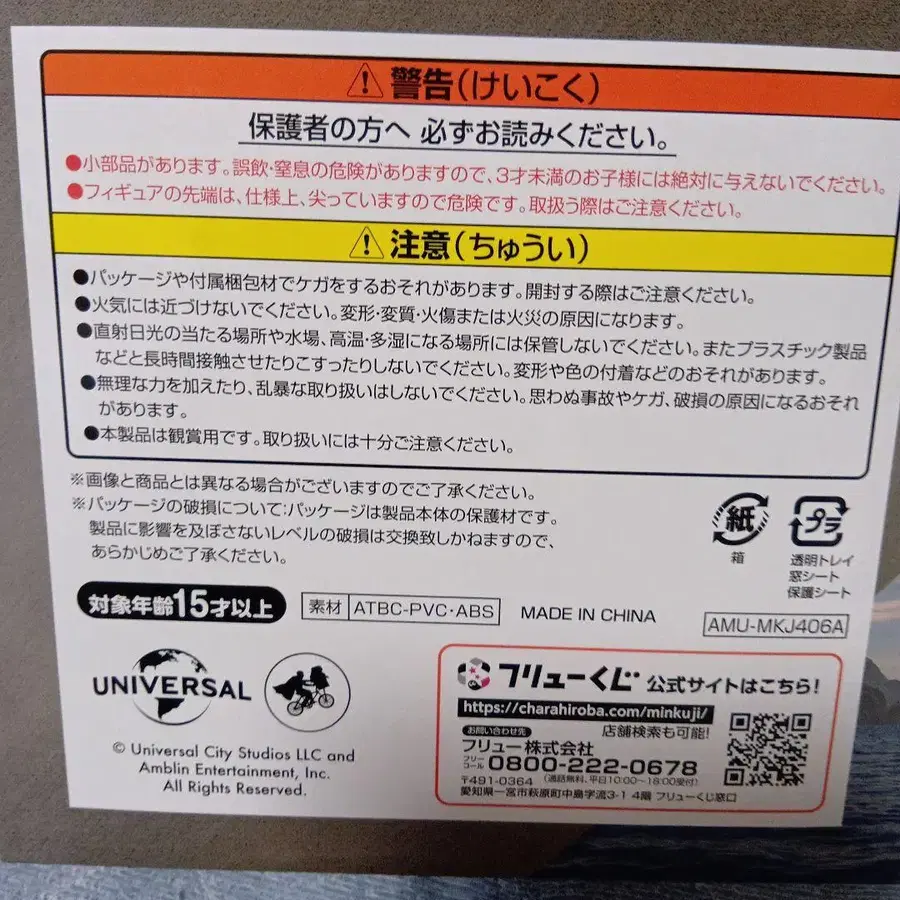 警告(けいこく)
保護者の方へ 必ずお読みください。
●小部品があります。誤飲・窒息の危険がありますので、3才未満のお子様には絶対に与えないでください。
●フィギュアの先端は、仕様上、尖っていますので危険です。取扱う際はご注意ください。
注意(ちゅうい)
●パッケージや付属梱包材でケガをするおそれがあります。開封する際はご注意ください。
●火気には近づけないでください。変形・変質・火傷または火災の原因になります。
●直射日光の当たる場所や水場、高温・多湿になる場所には保管しないでください。またプラスチック製品
などと長時間接触させたりこすったりしないでください。変形や色の付着などのおそれがあります。
●無理な力を加えたり、乱暴な取り扱いはしないでください。思わぬ事故やケガ、破損の原因になるおそれ
があります。
●本製品は観賞用です。取り扱いには十分ご注意ください。
※画像と商品とは異なる場合がございますのでご了承ください。
※パッケージの破損について:パッケージは製品本体の保護材です。
製品に影響を及ぼさないレベルの破損は交換致しかねますので、
あらかじめご了承ください。
紙
箱
プラ
透明トレイ
窓シート
保護シート
対象年齢15才以上
素材 ATBC-PVC・ABS
MADE IN CHINA
AMU-MKJ406A
UNIVERSAL
© Universal City Studios LLC and
Amblin Entertainment, Inc.
All Rights Reserved.
フリューくじ 公式サイトはこちら!
https://charahiroba.com/minkuji/
店舗検索も可能!
お問い合わせ先
フリュー株式会社
フリーコール 0800-222-0678
〒491-0364 (通話無料、平日10:00~18:00受付)
愛知県一宮市萩原町中島字流3-1 4階 フリューくじ窓口